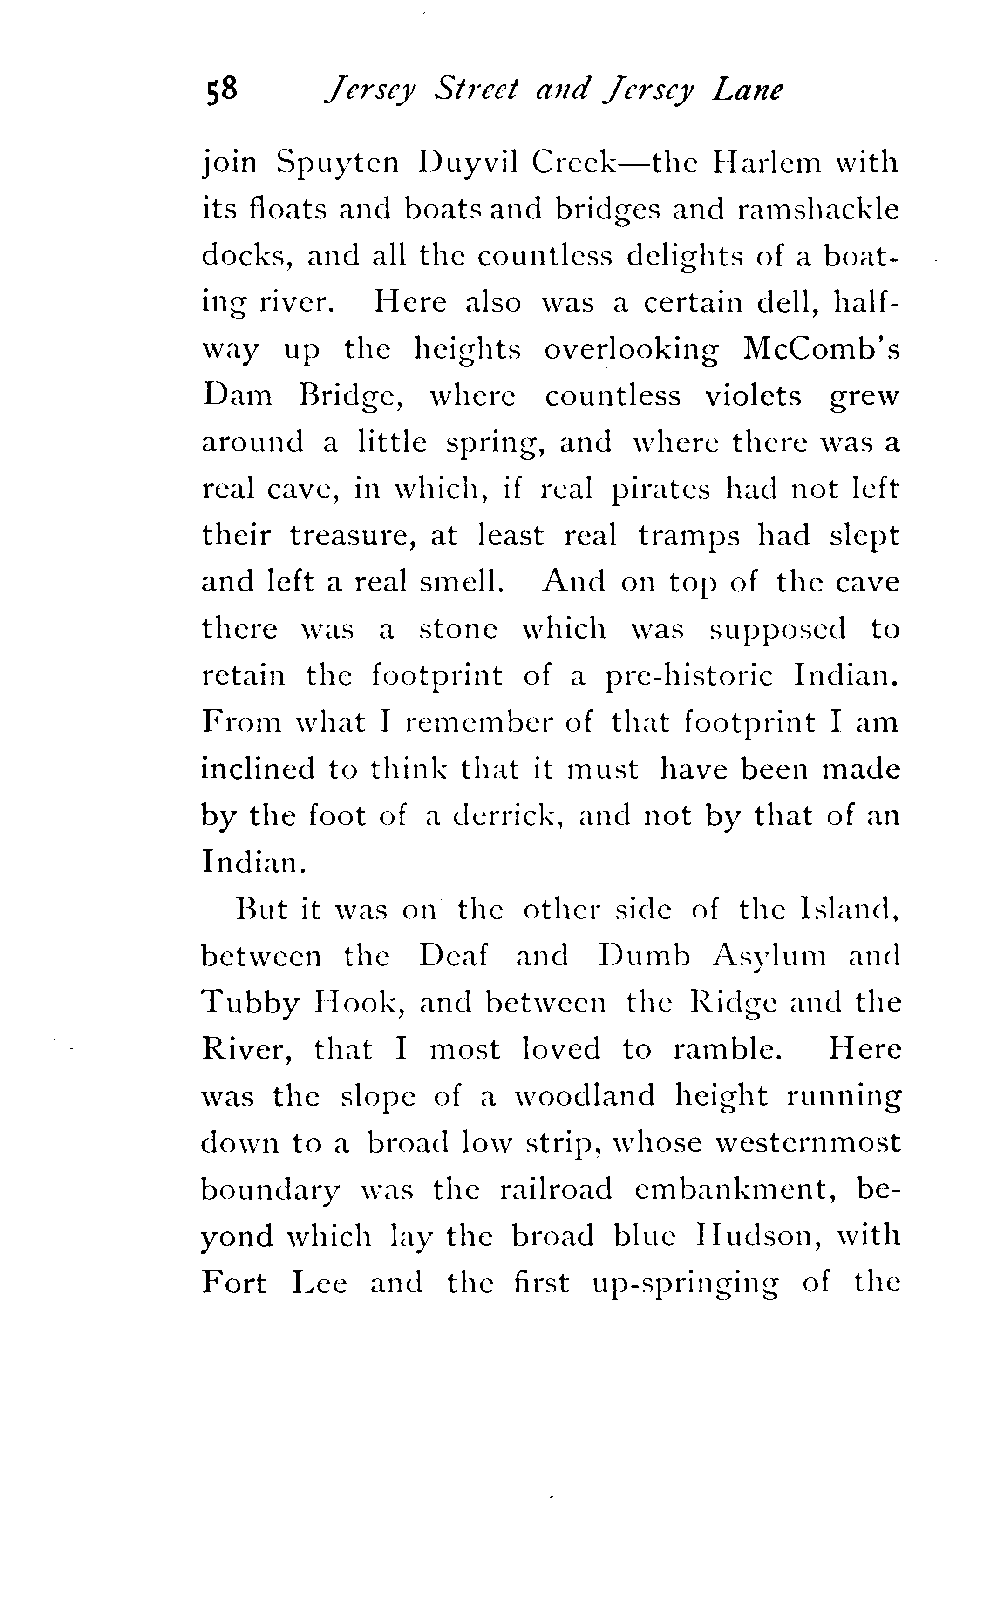 58 Jersey Street and Jersey Lane
join Spuyten Duyvil Creek—the Harlem with
its floats and boats and bridges and ramshackle
docks, and all the countless delights of a boat-
ing river. Here also was a certain dell, half-
way up the heights overlooking McComb's
Dam Bridge, where countless violets grew
around a little spring, and where there was a
real cave, in which, if real pirates had not left
their treasure, at least real tramps had slept
and left a real smell. And on top of the cave
there was a stone which was supposed to
retain the footprint of a pre-historic Indian.
From what I remember of that footprint I am
inclined to think that it must have been made
by the foot of a derrick, and not by that of an
Indian.
But it was on the other side of the Island,
between the Deaf and Dumb Asylum and
Tubby Hook, and between the Ridge and the
River, that I most loved to ramble. Here
was the slope of a woodland height running
down to a broad low strip, whose westernmost
boundary was the railroad embankment, be-
yond which lay the broad blue Hudson, with
Fort Lee and the first up-springing of the